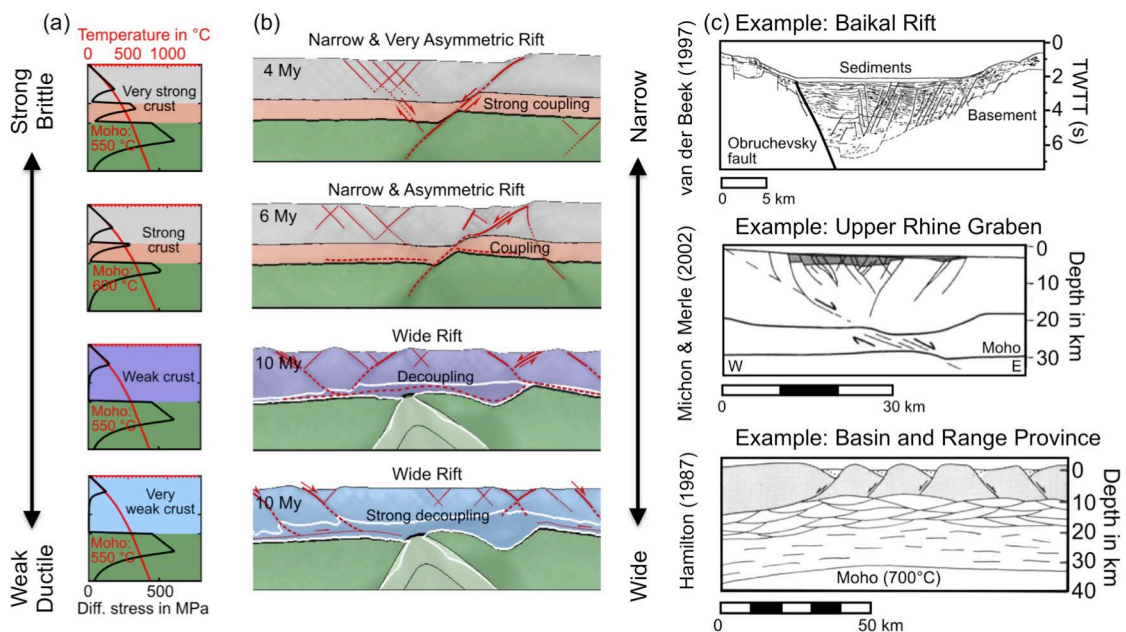 (a)
Temperature in °C
0 500 1000
Strong
Brittle
Very strong
crust
Moho:
550 °C
Strong
crust
Moho:
600 °C
Weak crust
Moho:
550 °C
Very
weak crust
Moho:
550 °C
0 500
Diff. stress in MPa
Weak
Ductile
(b)
Narrow & Very Asymmetric Rift
4 My
Strong coupling
Narrow & Asymmetric Rift
6 My
Coupling
Wide Rift
10 My
Decoupling
Wide Rift
10 My
Strong decoupling
Narrow
Wide
(c)
Example: Baikal Rift
van der Beek (1997)
Sediments
Basement
Obruchevsky
fault
0
2
4
6
TWTT (s)
0 5 km
Example: Upper Rhine Graben
Michon & Merle (2002)
0
10
20
30
Depth in km
Moho
W E
0 30 km
Example: Basin and Range Province
Hamilton (1987)
0
10
20
30
40
Depth in km
Moho (700°C)
0 50 km